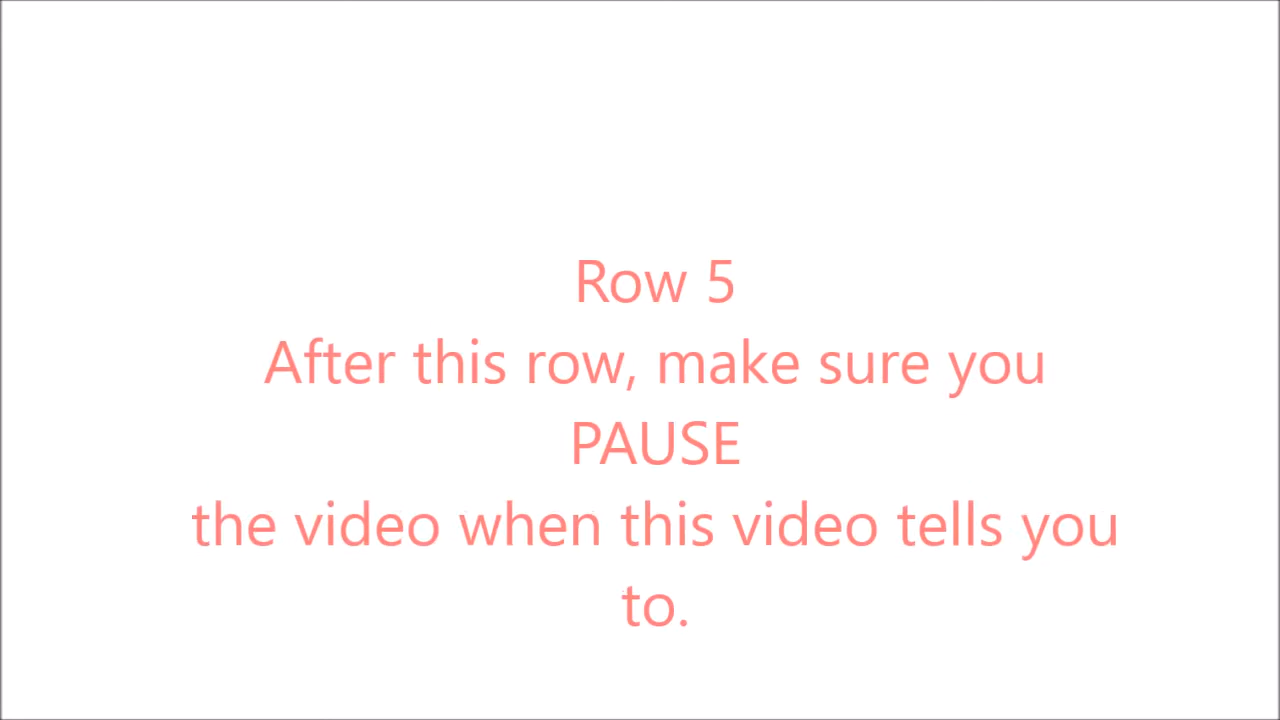 Row 5
After this row, make sure you
PAUSE
the video when this video tells you
to.